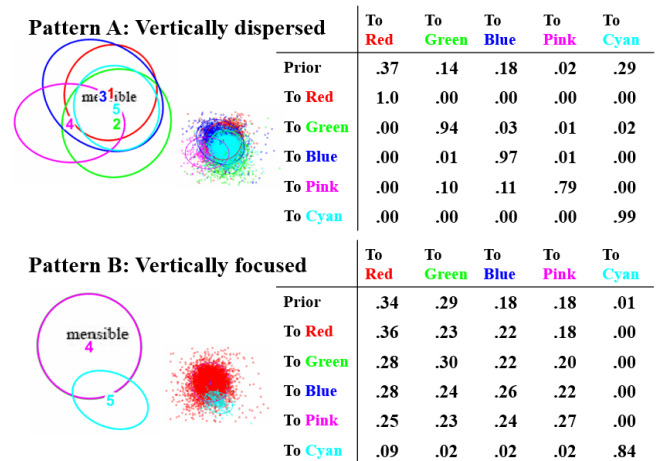 Pattern A: Vertically dispersed
To Red To Green To Blue To Pink To Cyan
Prior .37 .14 .18 .02 .29
To Red 1.0 .00 .00 .00 .00
To Green .00 .94 .03 .01 .02
To Blue .00 .01 .97 .01 .00
To Pink .00 .10 .11 .79 .00
To Cyan .00 .00 .00 .00 .99
31
5
4
2
Pattern B: Vertically focused
To Red To Green To Blue To Pink To Cyan
Prior .34 .29 .18 .18 .01
To Red .36 .23 .22 .18 .00
To Green .28 .30 .22 .20 .00
To Blue .28 .24 .26 .22 .00
To Pink .25 .23 .24 .27 .00
To Cyan .09 .02 .02 .02 .84
mensible
4
5